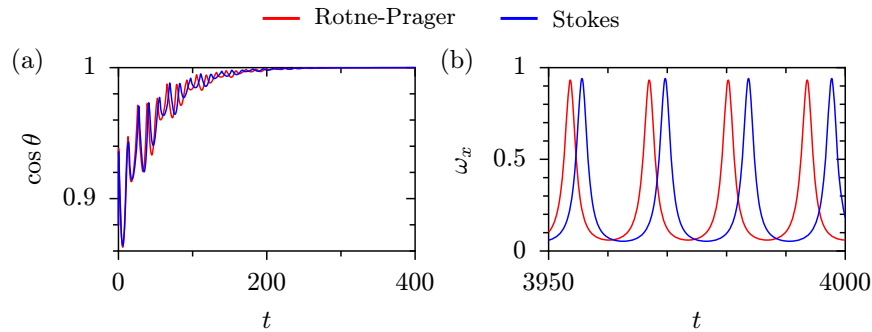 Rotne-Prager Stokes
(a) (b)
1
0.9
cos θ
0 200 400
t
1
0.5
0
ω_x
3950 4000
t